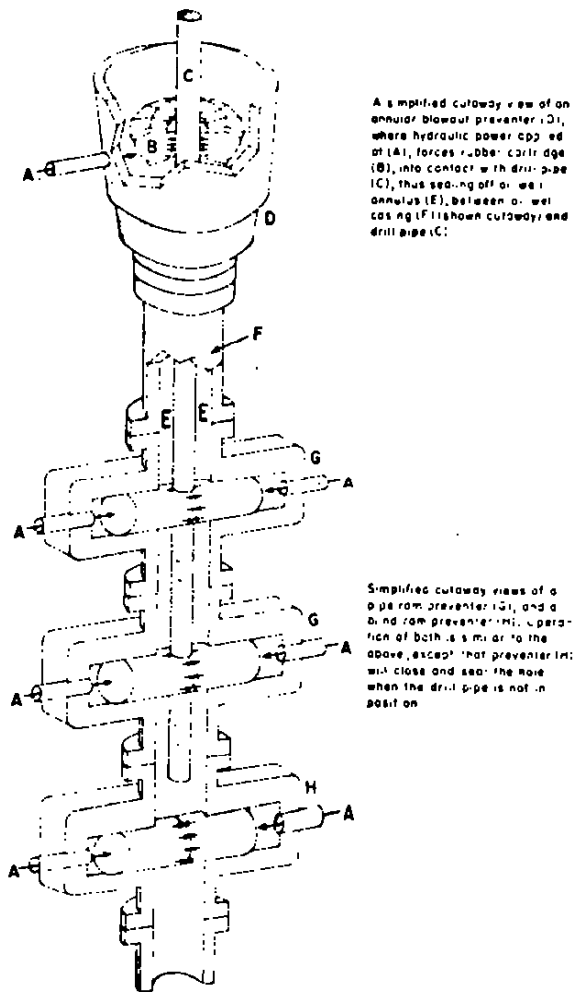 C
A simplified cutaway view of an
annular blowout preventer (D),
where hydraulic power applied
at (A), forces rubber cartridge
(B), into contact with drill pipe
(C), thus sealing off oil well
annulus (E), between oil well
casing (F) (shown cutaway) and
drill pipe (C)
B
A
D
F
E E
G
A
A
Simplified cutaway views of a
pipe ram preventer (G), and a
blind ram preventer (H). Opera-
tion of both is similar to the
above, except that preventer (H)
will close and seal the hole
when the drill pipe is not in
position
G
A
A
H
A
A